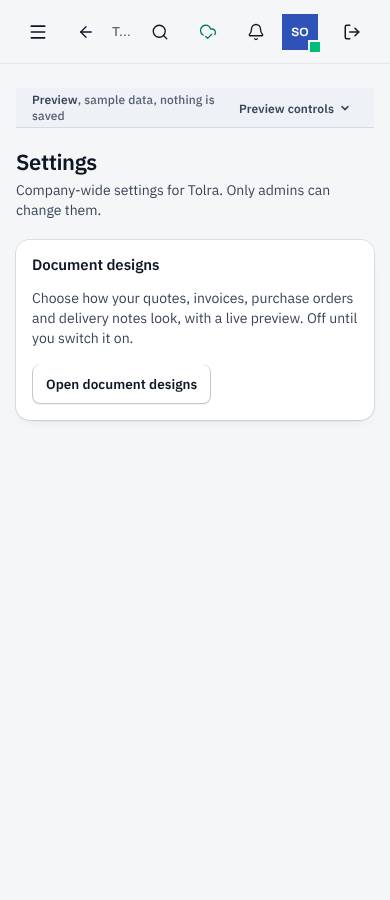 T...
SO
Preview, sample data, nothing is
saved
Preview controls
Settings
Company-wide settings for Tolra. Only admins can
change them.
Document designs
Choose how your quotes, invoices, purchase orders
and delivery notes look, with a live preview. Off until
you switch it on.
Open document designs